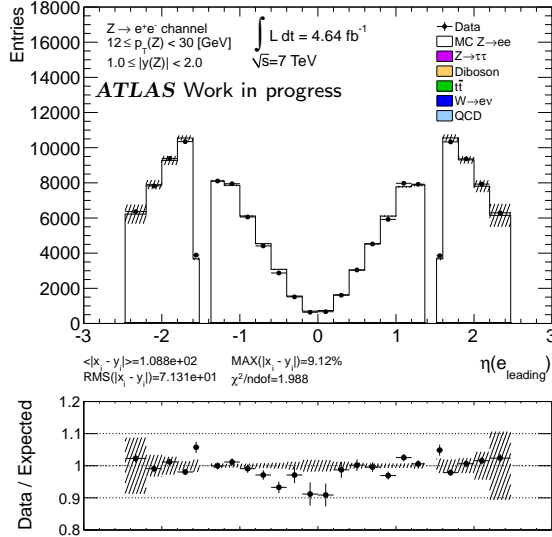 Entries
18000
16000
14000
12000
10000
8000
6000
4000
2000
0
Z → e⁺e⁻ channel
12 ≤ p_T(Z) < 30 [GeV]
1.0 ≤ |y(Z)| < 2.0
∫ L dt = 4.64 fb⁻¹
√s=7 TeV
ATLAS Work in progress
Data
MC Z→ee
Z→ττ
Diboson
tt̄
W→eν
QCD
-3 -2 -1 0 1 2 3
η(e_leading)
<|x_i - y_i|>=1.088e+02 MAX(|x_i - y_i|)=9.12%
RMS(|x_i - y_i|)=7.131e+01 χ²/ndof=1.988
Data / Expected
1.2
1.1
1.0
0.9
0.8